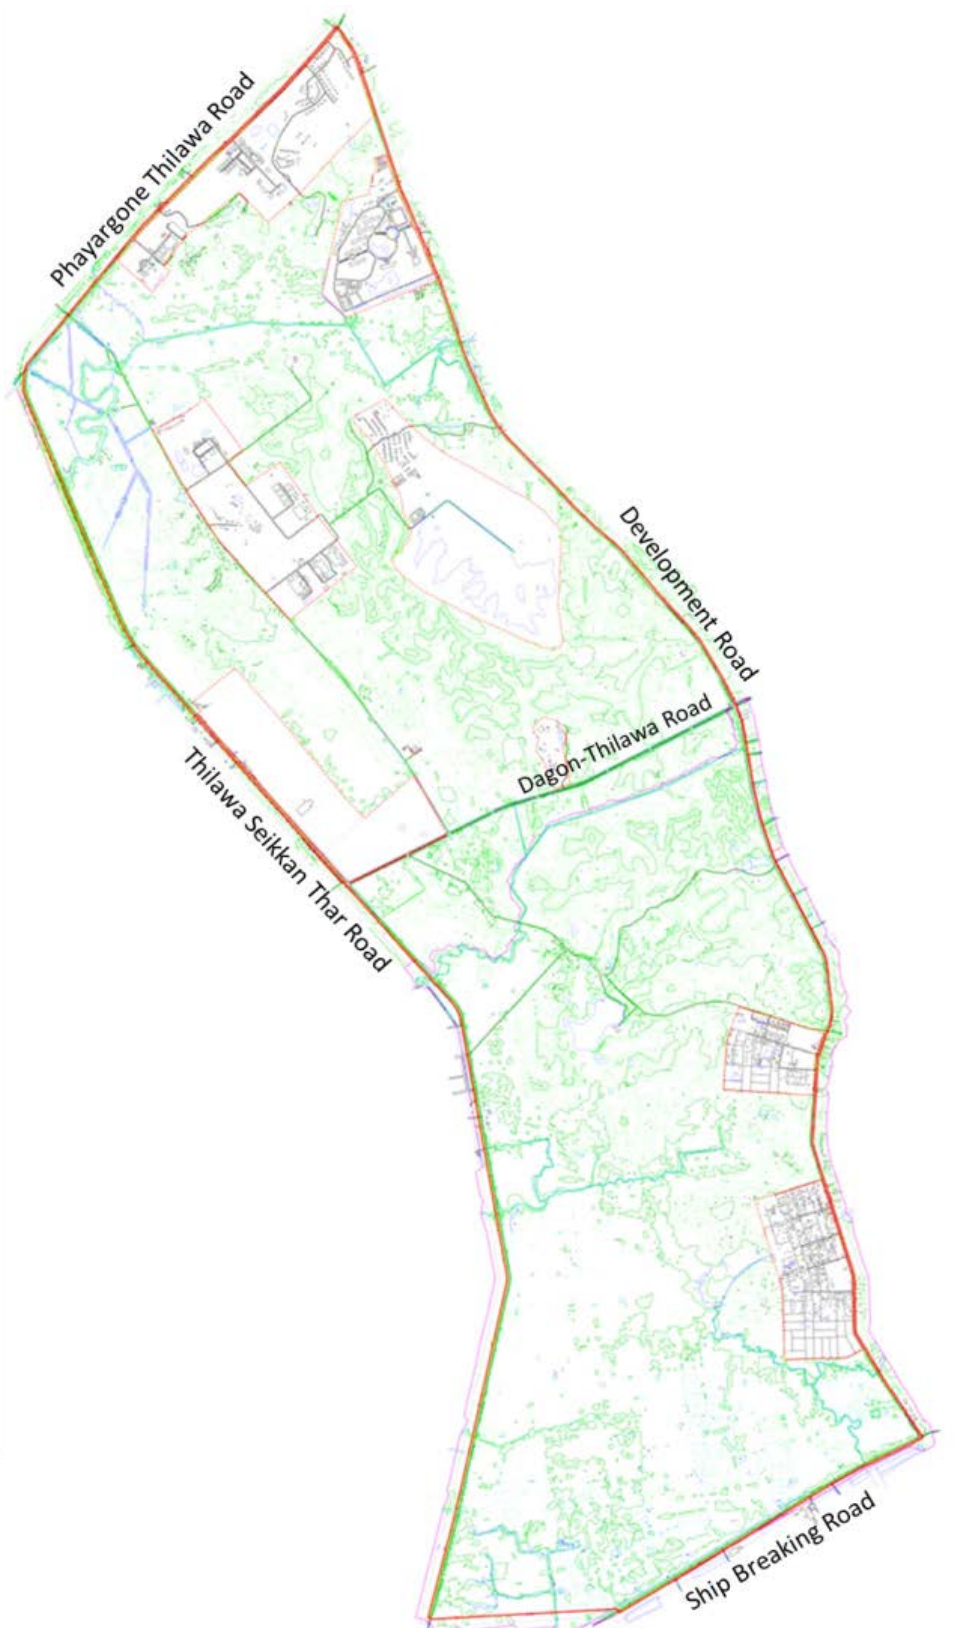 Phayargone Thilawa Road
Development Road
Dagon-Thilawa Road
Thilawa Seikkan Thar Road
Ship Breaking Road